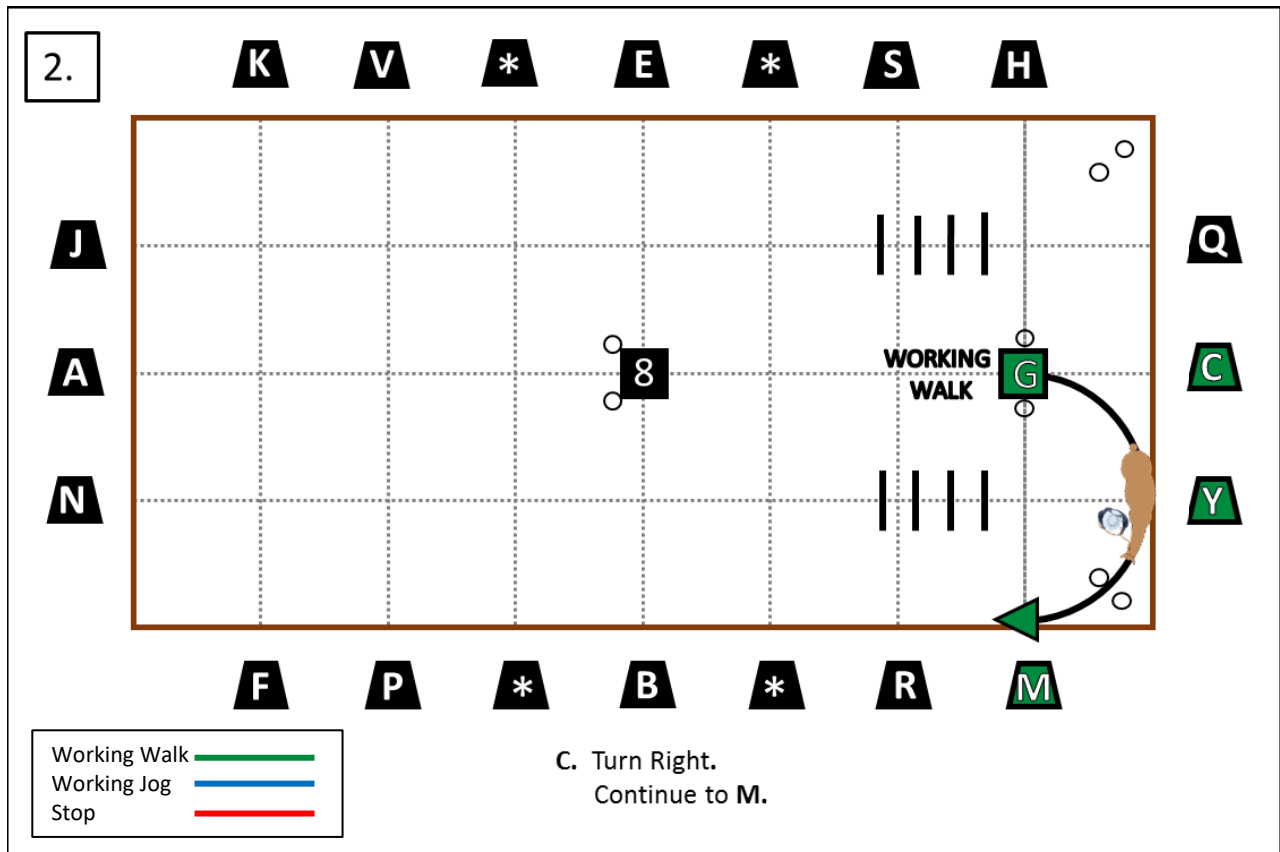 2.
K V * E * S H
J Q
WORKING
WALK
A 8 G C
N Y
F P * B * R M
Working Walk
Working Jog
Stop
C. Turn Right.
Continue to M.